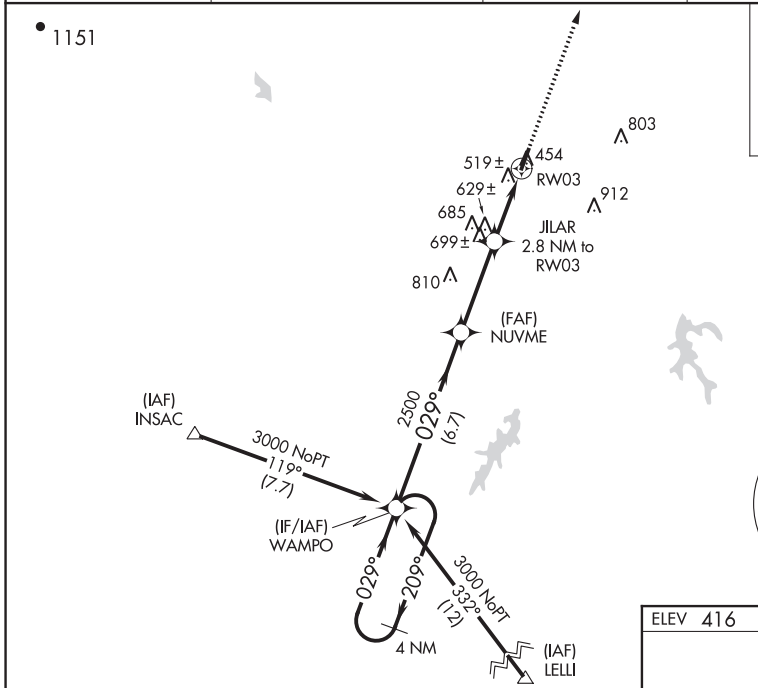 1151
803
519 ±
454
RW03
629 ±
912
685
JILAR
2.8 NM to
RW03
699 ±
810
(FAF)
NUVME
2500
029°
(6.7)
(IAF)
INSAC
3000 NoPT
119°
(7.7)
(IF/IAF)
WAMPO
029°
209°
4 NM
3000 NoPT
332°
(12)
(IAF)
LELLI
ELEV 416